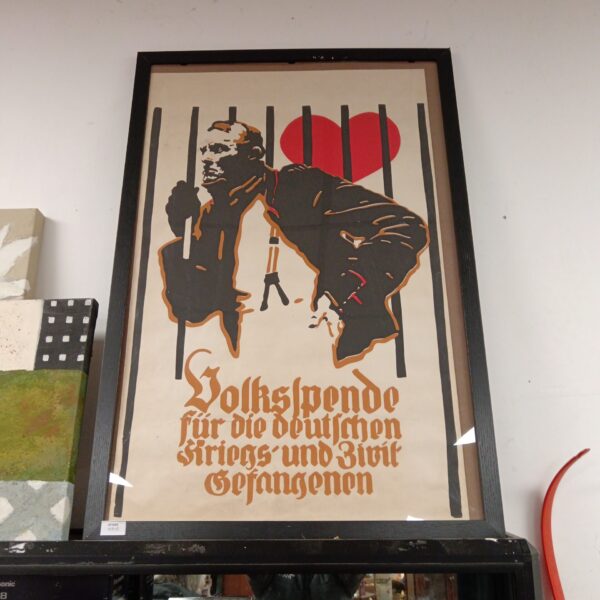 Volksspende
für die deutschen
Kriegs- und Zivil
Gefangenen